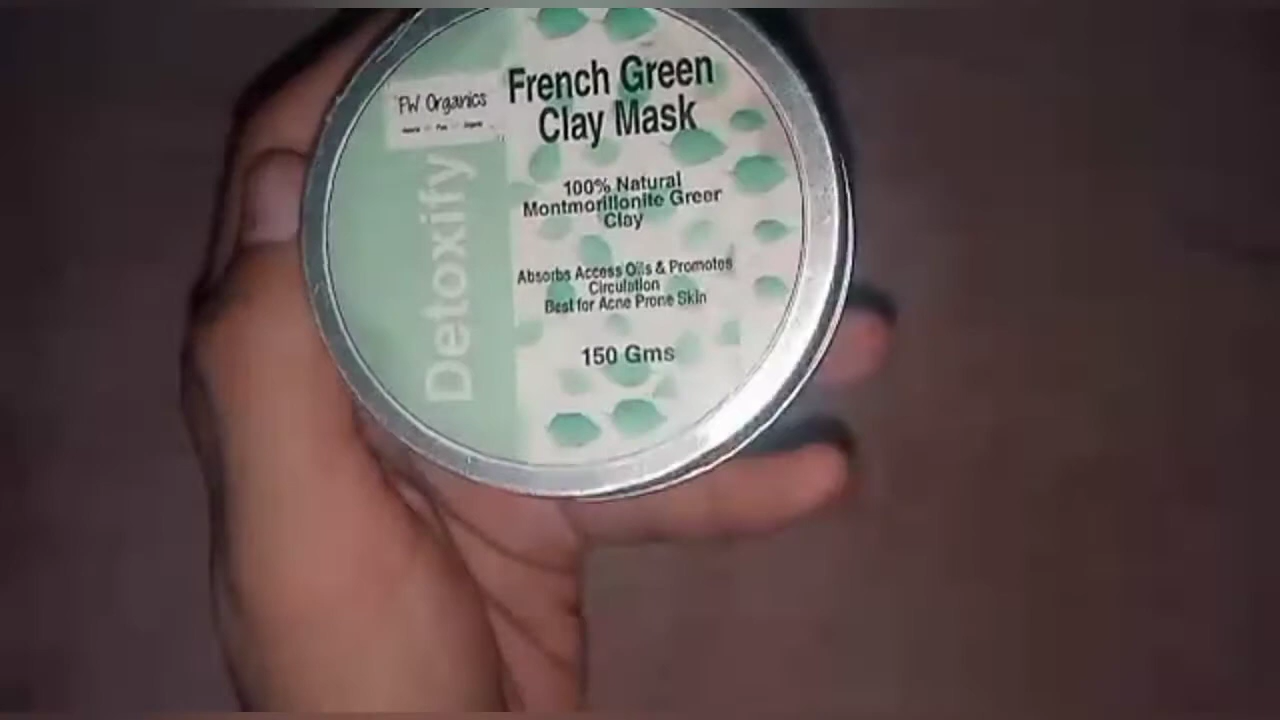 FW Organics
Detoxify
French Green
Clay Mask
100% Natural
Montmorillonite Green
Clay
Absorbs Access Oils & Promotes
Circulation
Best for Acne Prone Skin
150 Gms